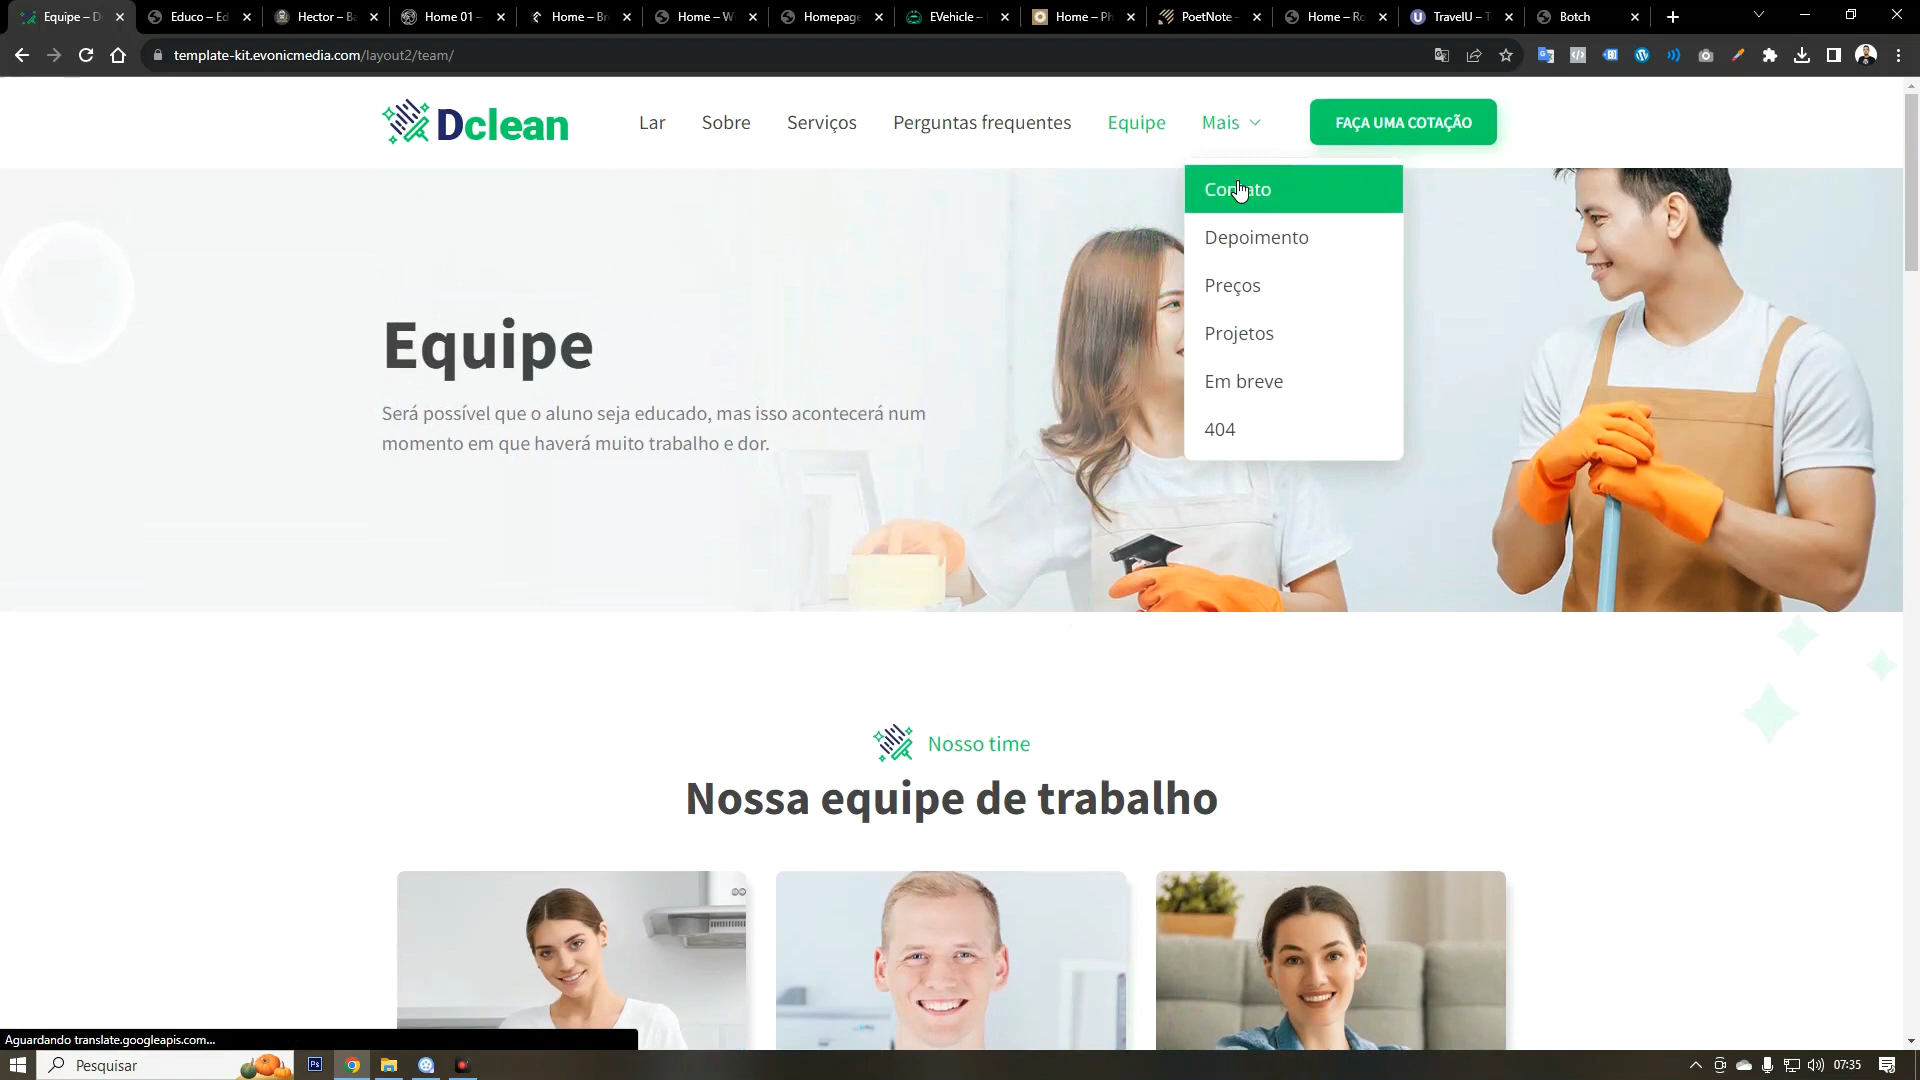 Equipe – D
Educo – Ed
Hector – Ba
Home 01 –
Home – Br
Home – W
Homepage
EVehicle –
Home – Ph
PoetNote –
Home – Ro
TravelU – T
Botch
template-kit.evonicmedia.com/layout2/team/
Dclean
Lar
Sobre
Serviços
Perguntas frequentes
Equipe
Mais
FAÇA UMA COTAÇÃO
Contato
Depoimento
Preços
Projetos
Em breve
404
Equipe
Será possível que o aluno seja educado, mas isso acontecerá num
momento em que haverá muito trabalho e dor.
Nosso time
Nossa equipe de trabalho
Aguardando translate.googleapis.com...
Pesquisar
Ps
07:35